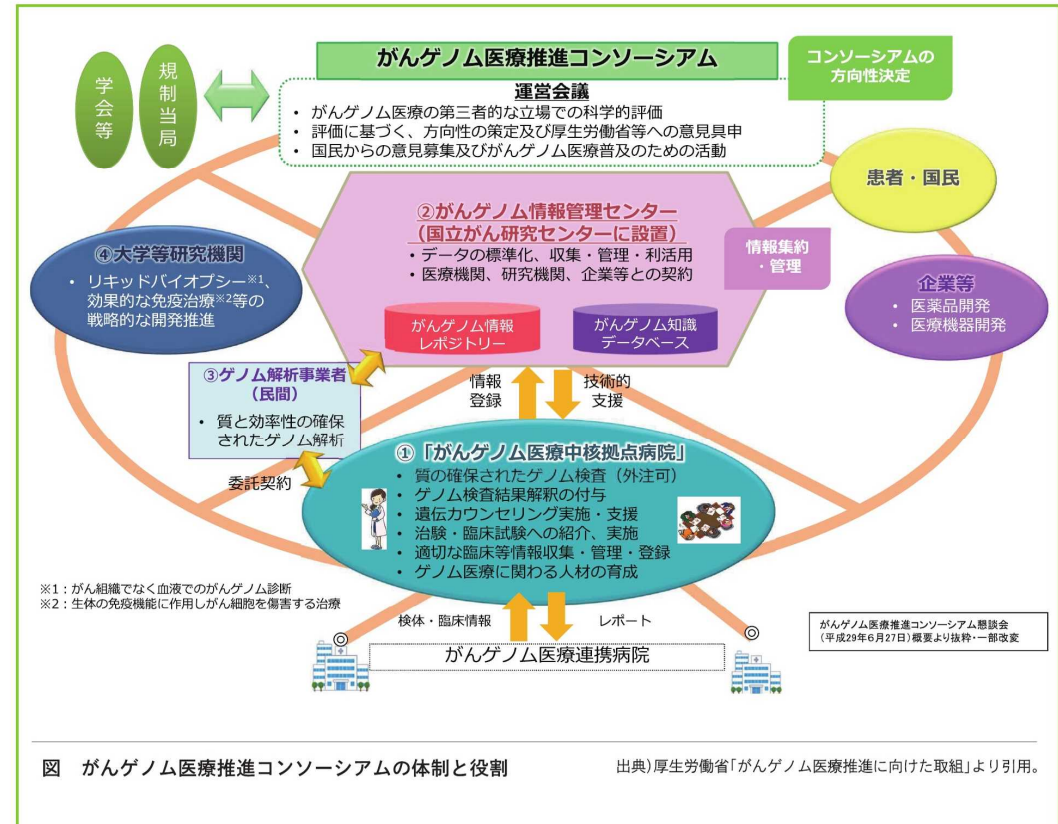 がんゲノム医療推進コンソーシアム
コンソーシアムの
方向性決定
学会等
規制当局
運営会議
• がんゲノム医療の第三者的な立場での科学的評価
• 評価に基づく、方向性の策定及び厚生労働省等への意見具申
• 国民からの意見募集及びがんゲノム医療普及のための活動
患者・国民
②がんゲノム情報管理センター
(国立がん研究センターに設置)
• データの標準化、収集・管理・利活用
• 医療機関、研究機関、企業等との契約
情報集約
・管理
がんゲノム情報
レポジトリー
がんゲノム知識
データベース
④大学等研究機関
• リキッドバイオプシー※1、
効果的な免疫治療※2等の
戦略的な開発推進
企業等
• 医薬品開発
• 医療機器開発
③ゲノム解析事業者
(民間)
• 質と効率性の確保
されたゲノム解析
情報
登録
技術的
支援
委託契約
①「がんゲノム医療中核拠点病院」
• 質の確保されたゲノム検査(外注可)
• ゲノム検査結果解釈の付与
• 遺伝カウンセリング実施・支援
• 治験・臨床試験への紹介、実施
• 適切な臨床等情報収集・管理・登録
• ゲノム医療に関わる人材の育成
※1:がん組織でなく血液でのがんゲノム診断
※2:生体の免疫機能に作用しがん細胞を傷害する治療
検体・臨床情報
レポート
がんゲノム医療推進コンソーシアム懇談会
(平成29年6月27日)概要より抜粋・一部改変
がんゲノム医療連携病院
図 がんゲノム医療推進コンソーシアムの体制と役割
出典)厚生労働省「がんゲノム医療推進に向けた取組」より引用。